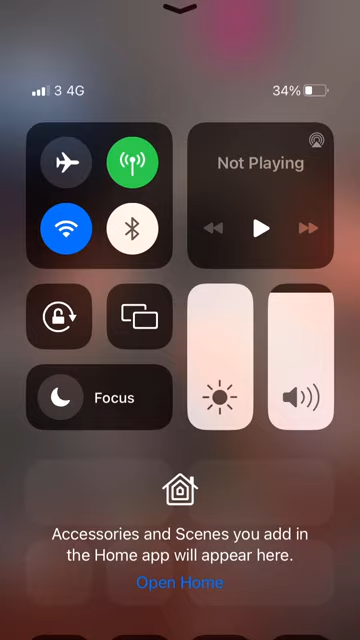 3 4G
34%
Not Playing
Focus
Accessories and Scenes you add in
the Home app will appear here.
Open Home